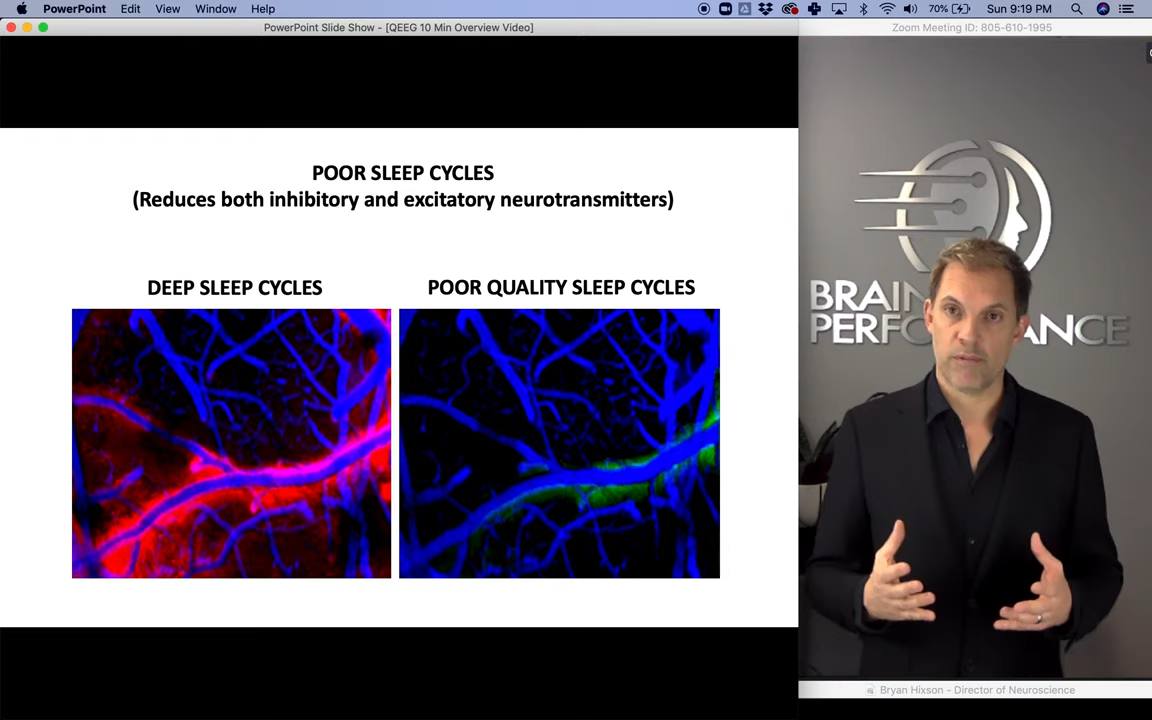 PowerPoint Edit View Window Help 70% Sun 9:19 PM
PowerPoint Slide Show - [QEEG 10 Min Overview Video]
Zoom Meeting ID: 805-610-1995
POOR SLEEP CYCLES
(Reduces both inhibitory and excitatory neurotransmitters)
DEEP SLEEP CYCLES
POOR QUALITY SLEEP CYCLES
BRAIN
PERFO ANCE
Bryan Hixson - Director of Neuroscience